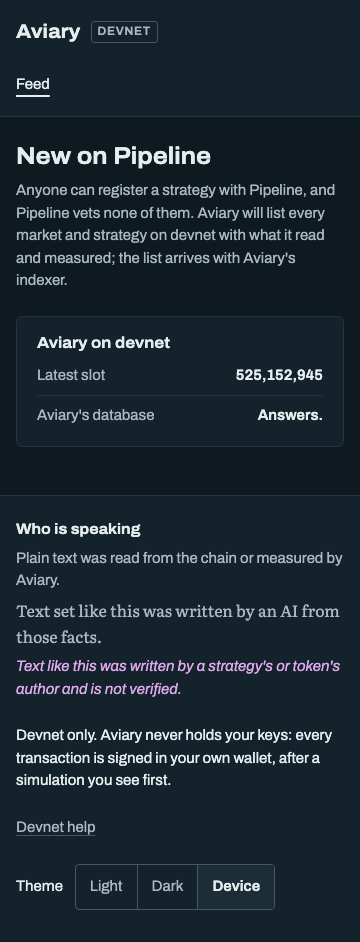 Aviary DEVNET
Feed
New on Pipeline
Anyone can register a strategy with Pipeline, and
Pipeline vets none of them. Aviary will list every
market and strategy on devnet with what it read
and measured; the list arrives with Aviary's
indexer.
Aviary on devnet
Latest slot 525,152,945
Aviary's database Answers.
Who is speaking
Plain text was read from the chain or measured by
Aviary.
Text set like this was written by an AI from
those facts.
Text like this was written by a strategy's or token's
author and is not verified.
Devnet only. Aviary never holds your keys: every
transaction is signed in your own wallet, after a
simulation you see first.
Devnet help
Theme Light Dark Device